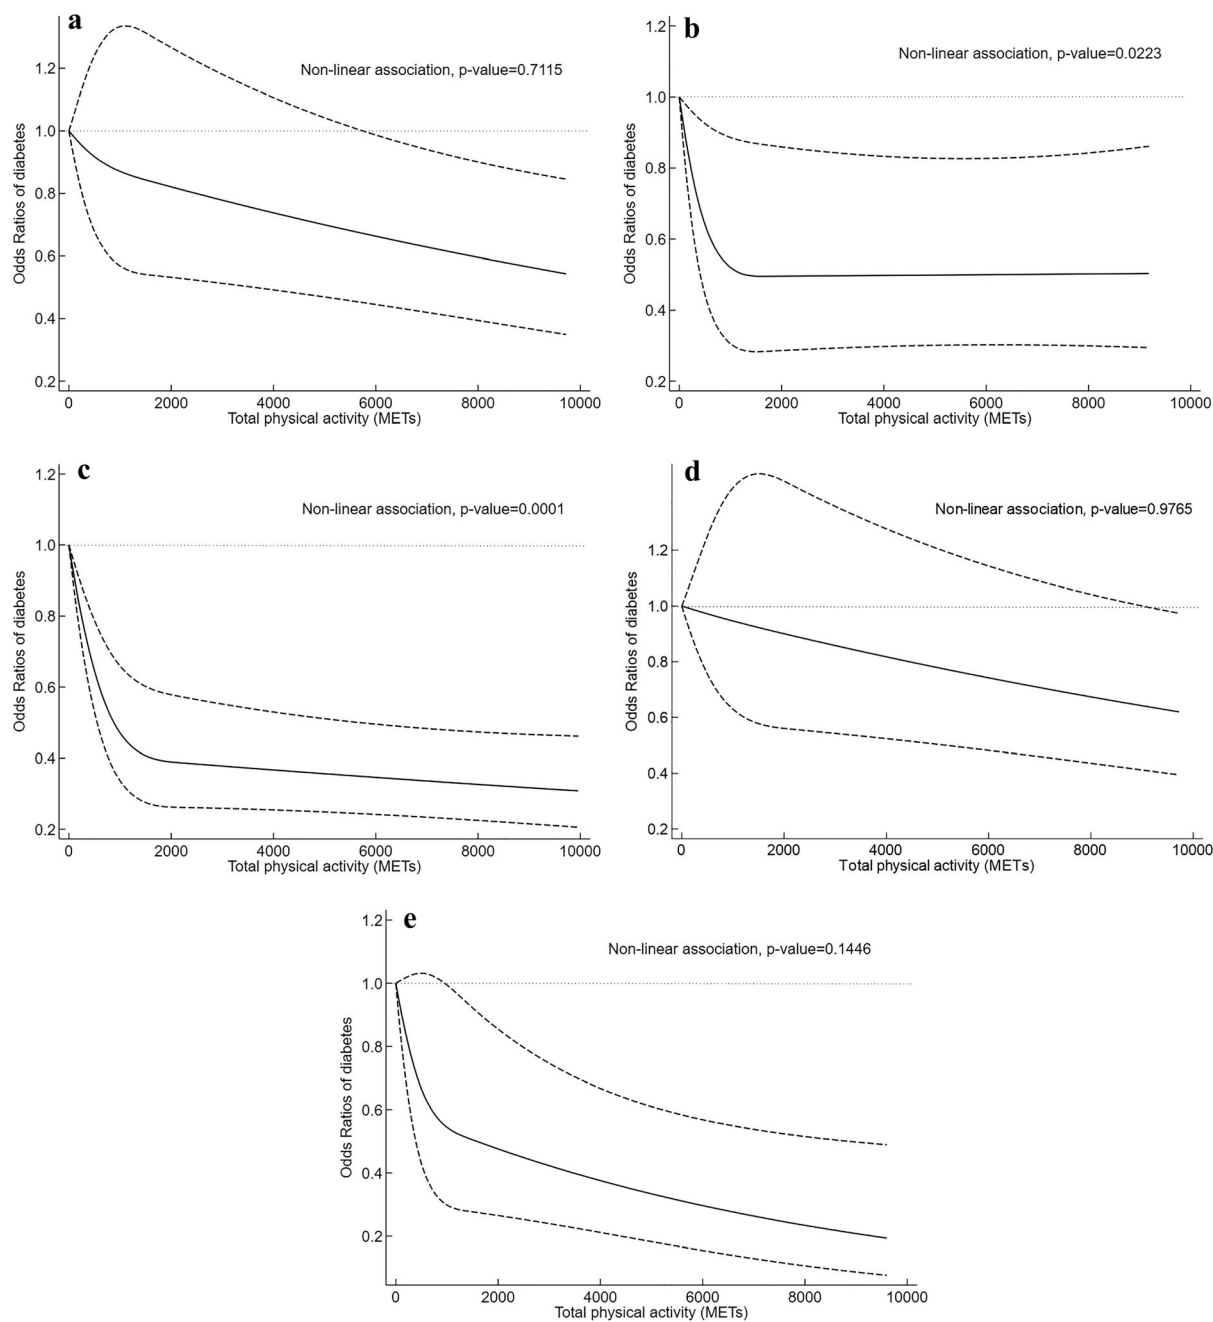 a
Non-linear association, p-value=0.7115
Odds Ratios of diabetes
1.2
1.0
0.8
0.6
0.4
0.2
0 2000 4000 6000 8000 10000
Total physical activity (METs)
b
Non-linear association, p-value=0.0223
Odds Ratios of diabetes
1.2
1.0
0.8
0.6
0.4
0.2
0 2000 4000 6000 8000 10000
Total physical activity (METs)
c
Non-linear association, p-value=0.0001
Odds Ratios of diabetes
1.2
1.0
0.8
0.6
0.4
0.2
0 2000 4000 6000 8000 10000
Total physical activity (METs)
d
Non-linear association, p-value=0.9765
Odds Ratios of diabetes
1.2
1.0
0.8
0.6
0.4
0.2
0 2000 4000 6000 8000 10000
Total physical activity (METs)
e
Non-linear association, p-value=0.1446
Odds Ratios of diabetes
1.2
1.0
0.8
0.6
0.4
0.2
0 2000 4000 6000 8000 10000
Total physical activity (METs)